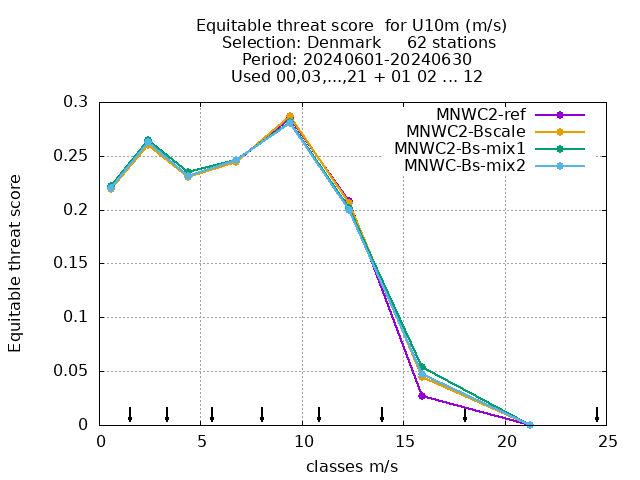 Equitable threat score  for U10m (m/s)
Selection: Denmark     62 stations
Period: 20240601-20240630
Used 00,03,...,21 + 01 02 ... 12
MNWC2-ref
MNWC2-Bscale
MNWC2-Bs-mix1
MNWC-Bs-mix2
Equitable threat score
0.3
0.25
0.2
0.15
0.1
0.05
0
0 5 10 15 20 25
classes m/s